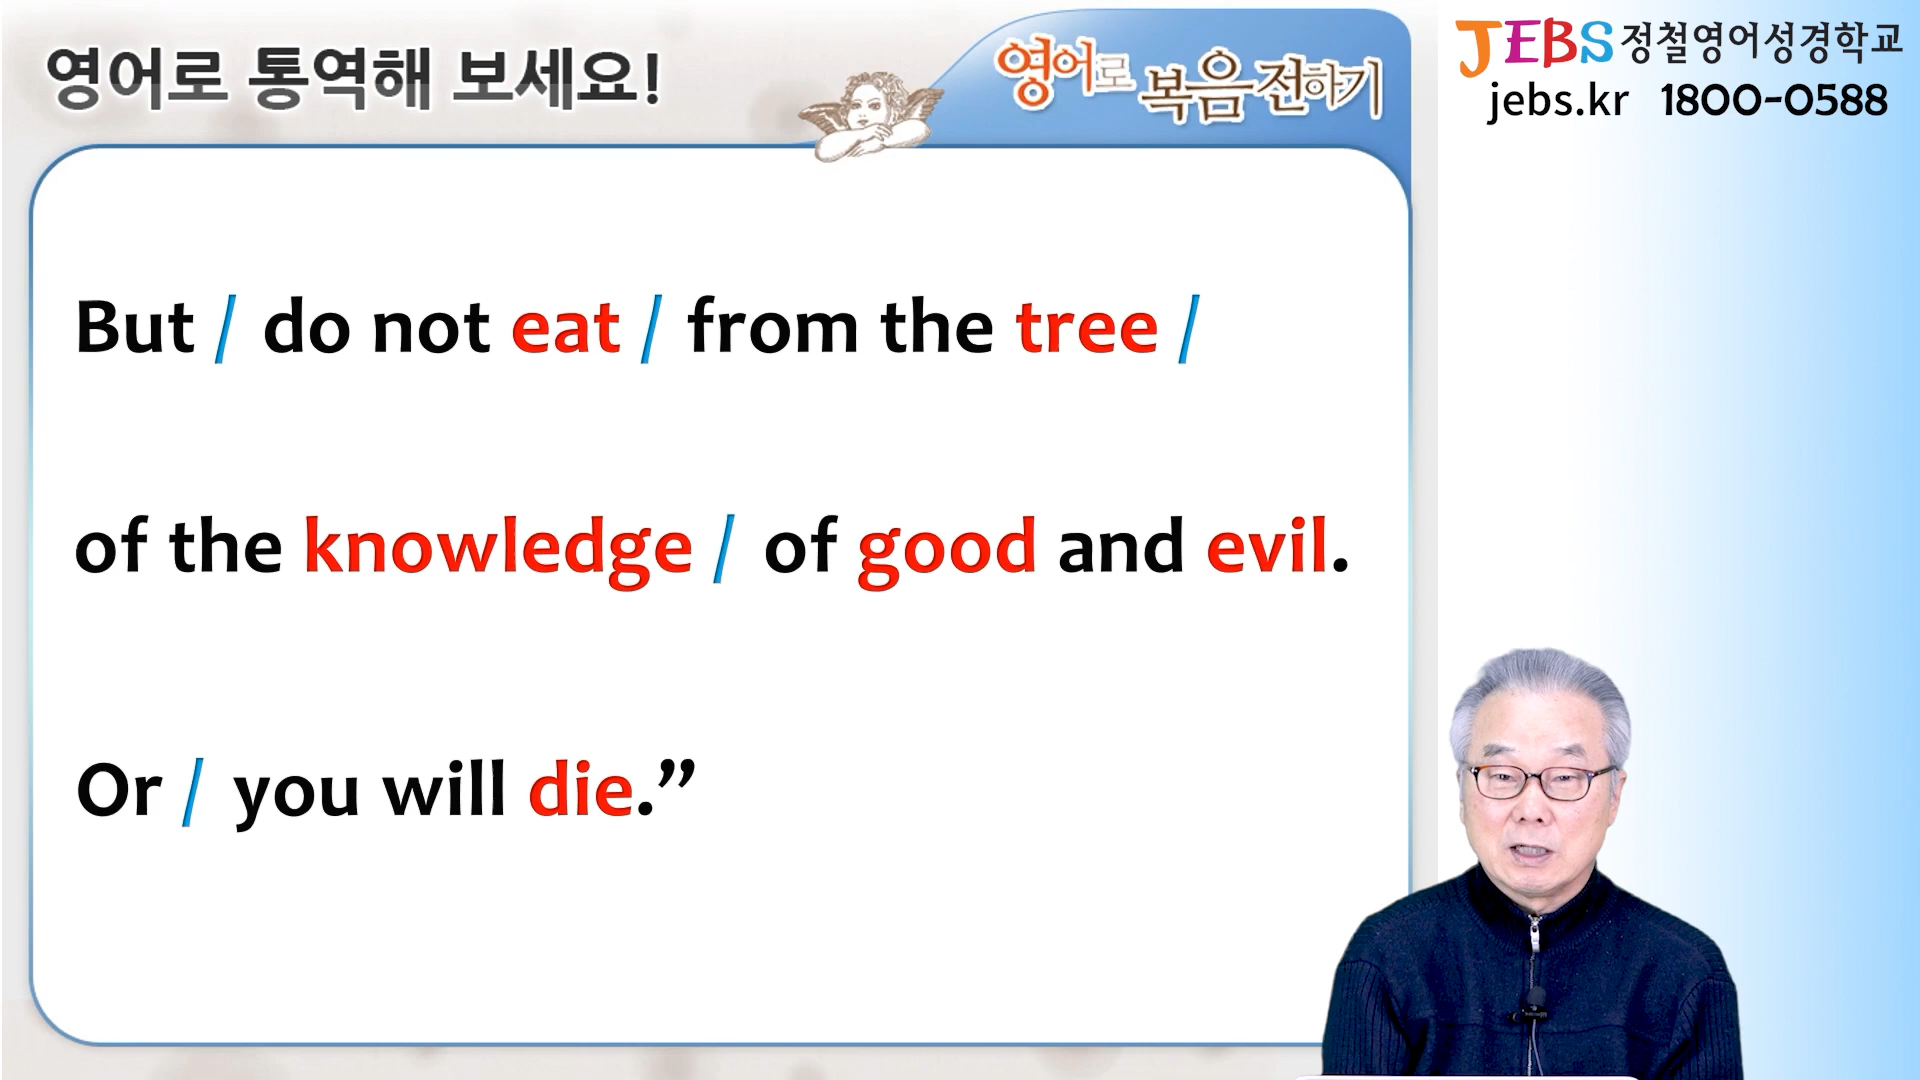 영어로 통역해 보세요!
영어로 복음전하기
JEBS 정철영어성경학교
jebs.kr 1800-0588
But / do not eat / from the tree /
of the knowledge / of good and evil.
Or / you will die.”